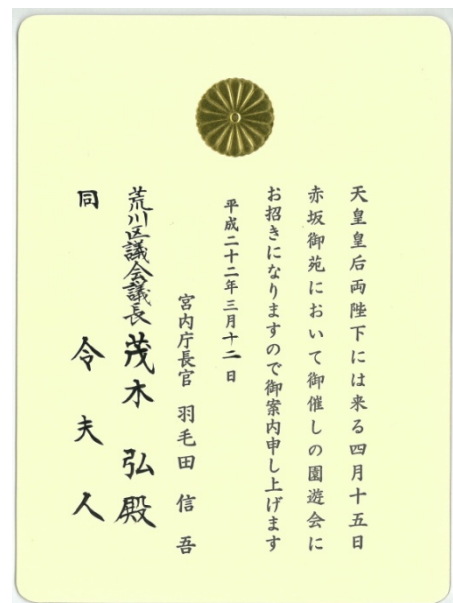 天皇皇后両陛下には来る四月十五日
赤坂御苑において御催しの園遊会に
お招きになりますので御案内申し上げます
平成二十二年三月十二日
宮内庁長官 羽毛田信吾
荒川区議会議長 茂木 弘殿
同 令夫人